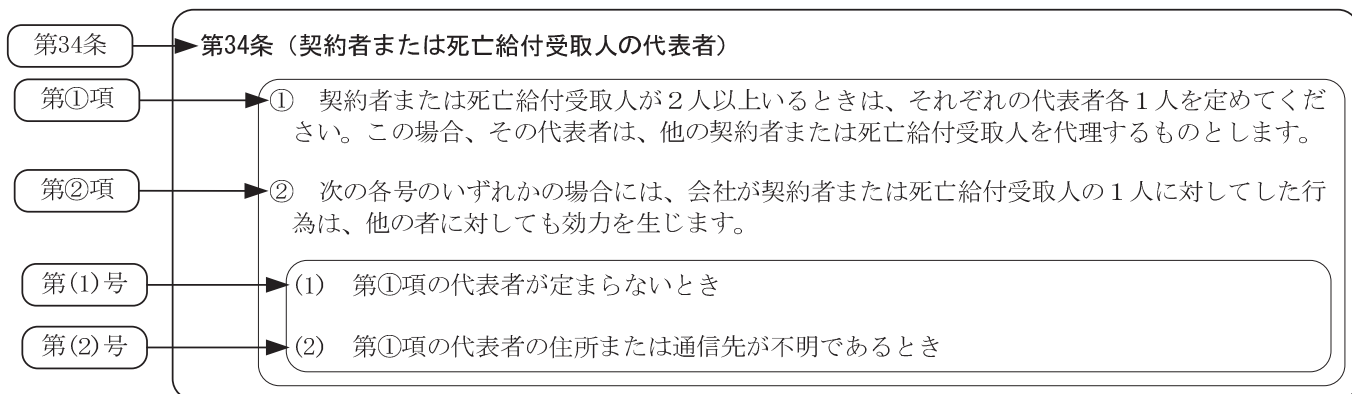 第34条
第34条（契約者または死亡給付受取人の代表者）
第①項
①　契約者または死亡給付受取人が２人以上いるときは、それぞれの代表者各１人を定めてくだ
さい。この場合、その代表者は、他の契約者または死亡給付受取人を代理するものとします。
第②項
②　次の各号のいずれかの場合には、会社が契約者または死亡給付受取人の１人に対してした行
為は、他の者に対しても効力を生じます。
第(1)号
(1)　第①項の代表者が定まらないとき
第(2)号
(2)　第①項の代表者の住所または通信先が不明であるとき